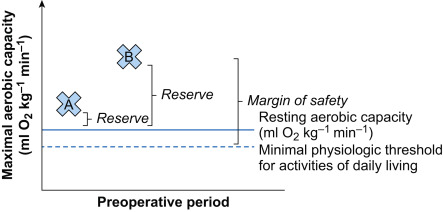 Maximal aerobic capacity
(ml O₂ kg⁻¹ min⁻¹)
B
A
Reserve
Reserve
Margin of safety
Resting aerobic capacity
(ml O₂ kg⁻¹ min⁻¹)
Minimal physiologic threshold
for activities of daily living
Preoperative period